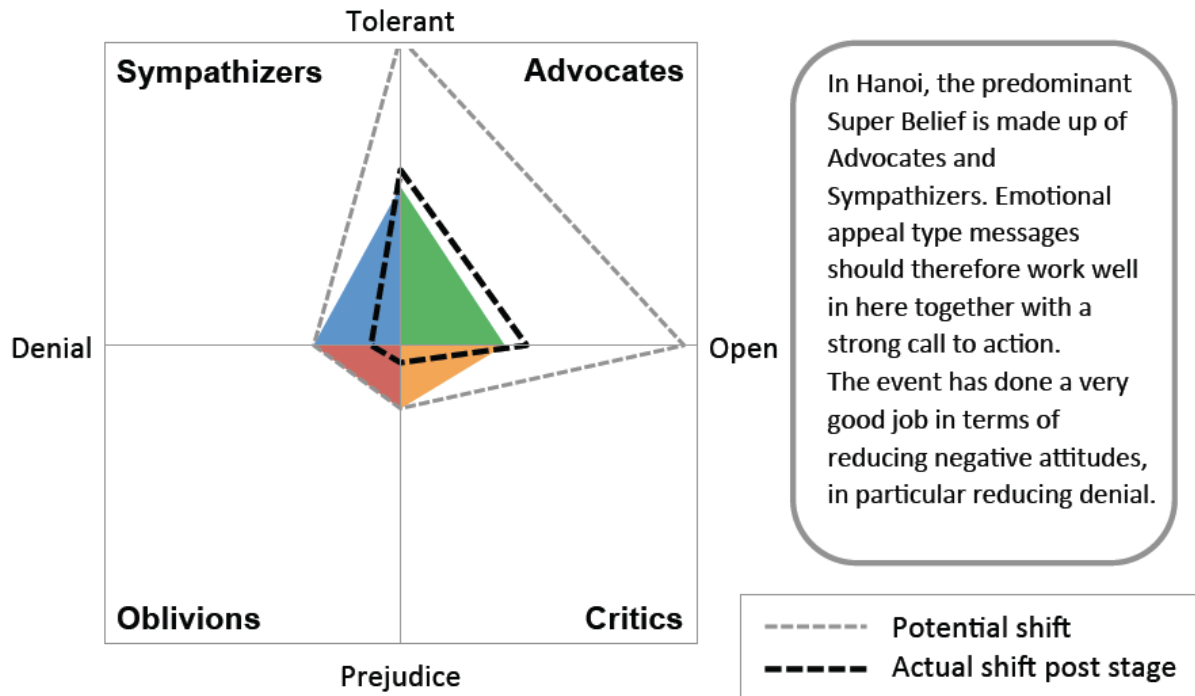 Tolerant
Sympathizers
Advocates
Denial
Open
Oblivions
Critics
Prejudice
In Hanoi, the predominant
Super Belief is made up of
Advocates and
Sympathizers. Emotional
appeal type messages
should therefore work well
in here together with a
strong call to action.
The event has done a very
good job in terms of
reducing negative attitudes,
in particular reducing denial.
Potential shift
Actual shift post stage